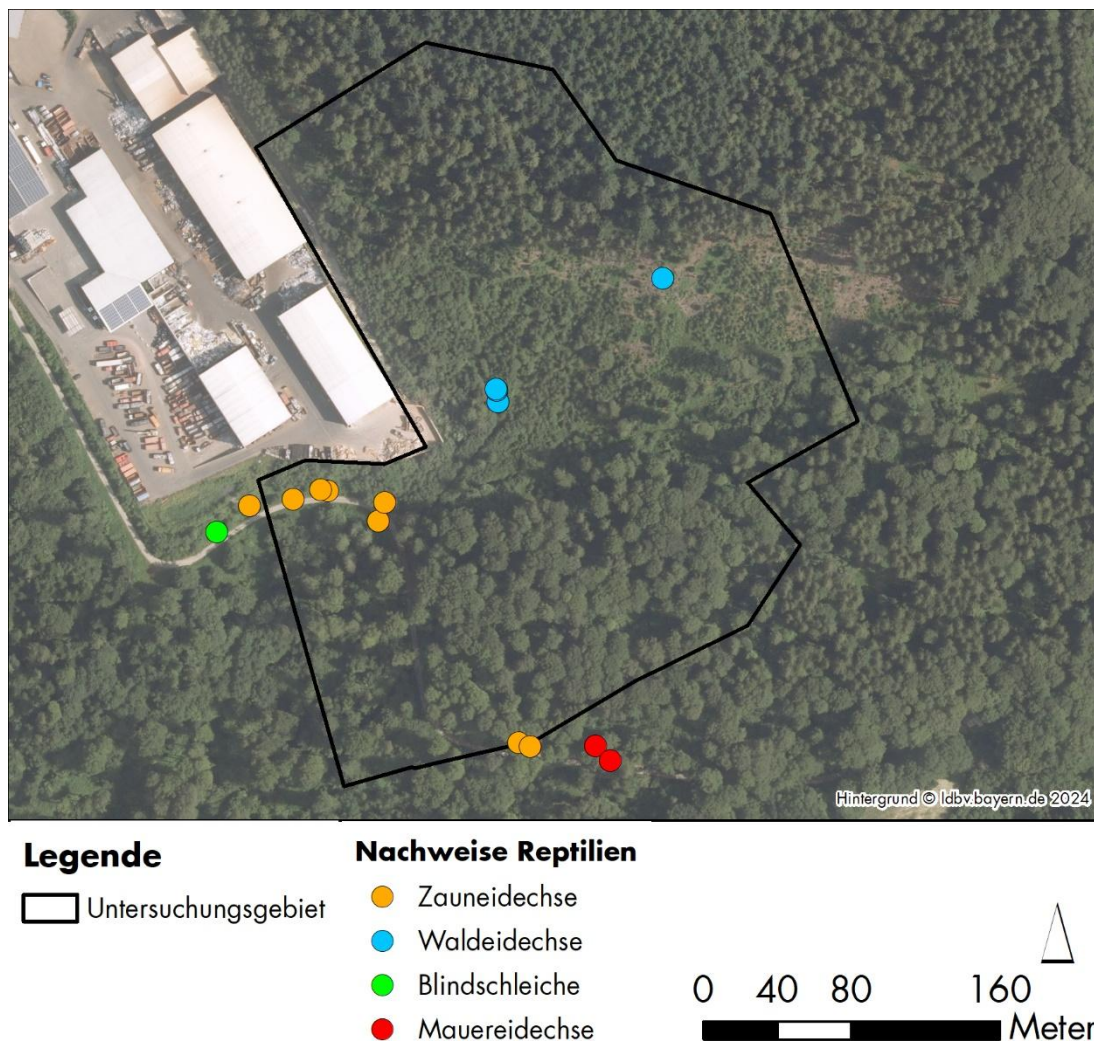 Hintergrund © ldbv.bayern.de 2024
Legende
Untersuchungsgebiet
Nachweise Reptilien
Zauneidechse
Waldeidechse
Blindschleiche
Mauereidechse
0 40 80 160
Meter